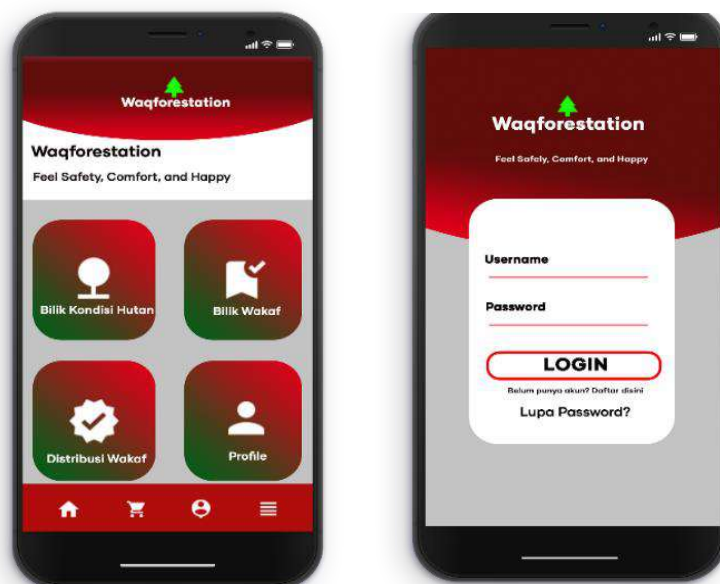 Waqforestation
Waqforestation
Feel Safety, Comfort, and Happy
Bilik Kondisi Hutan
Bilik Wakaf
Distribusi Wakaf
Profile
Waqforestation
Feel Safely, Comfort, and Happy
Username
Password
LOGIN
Belum punya akun? Daftar disini
Lupa Password?